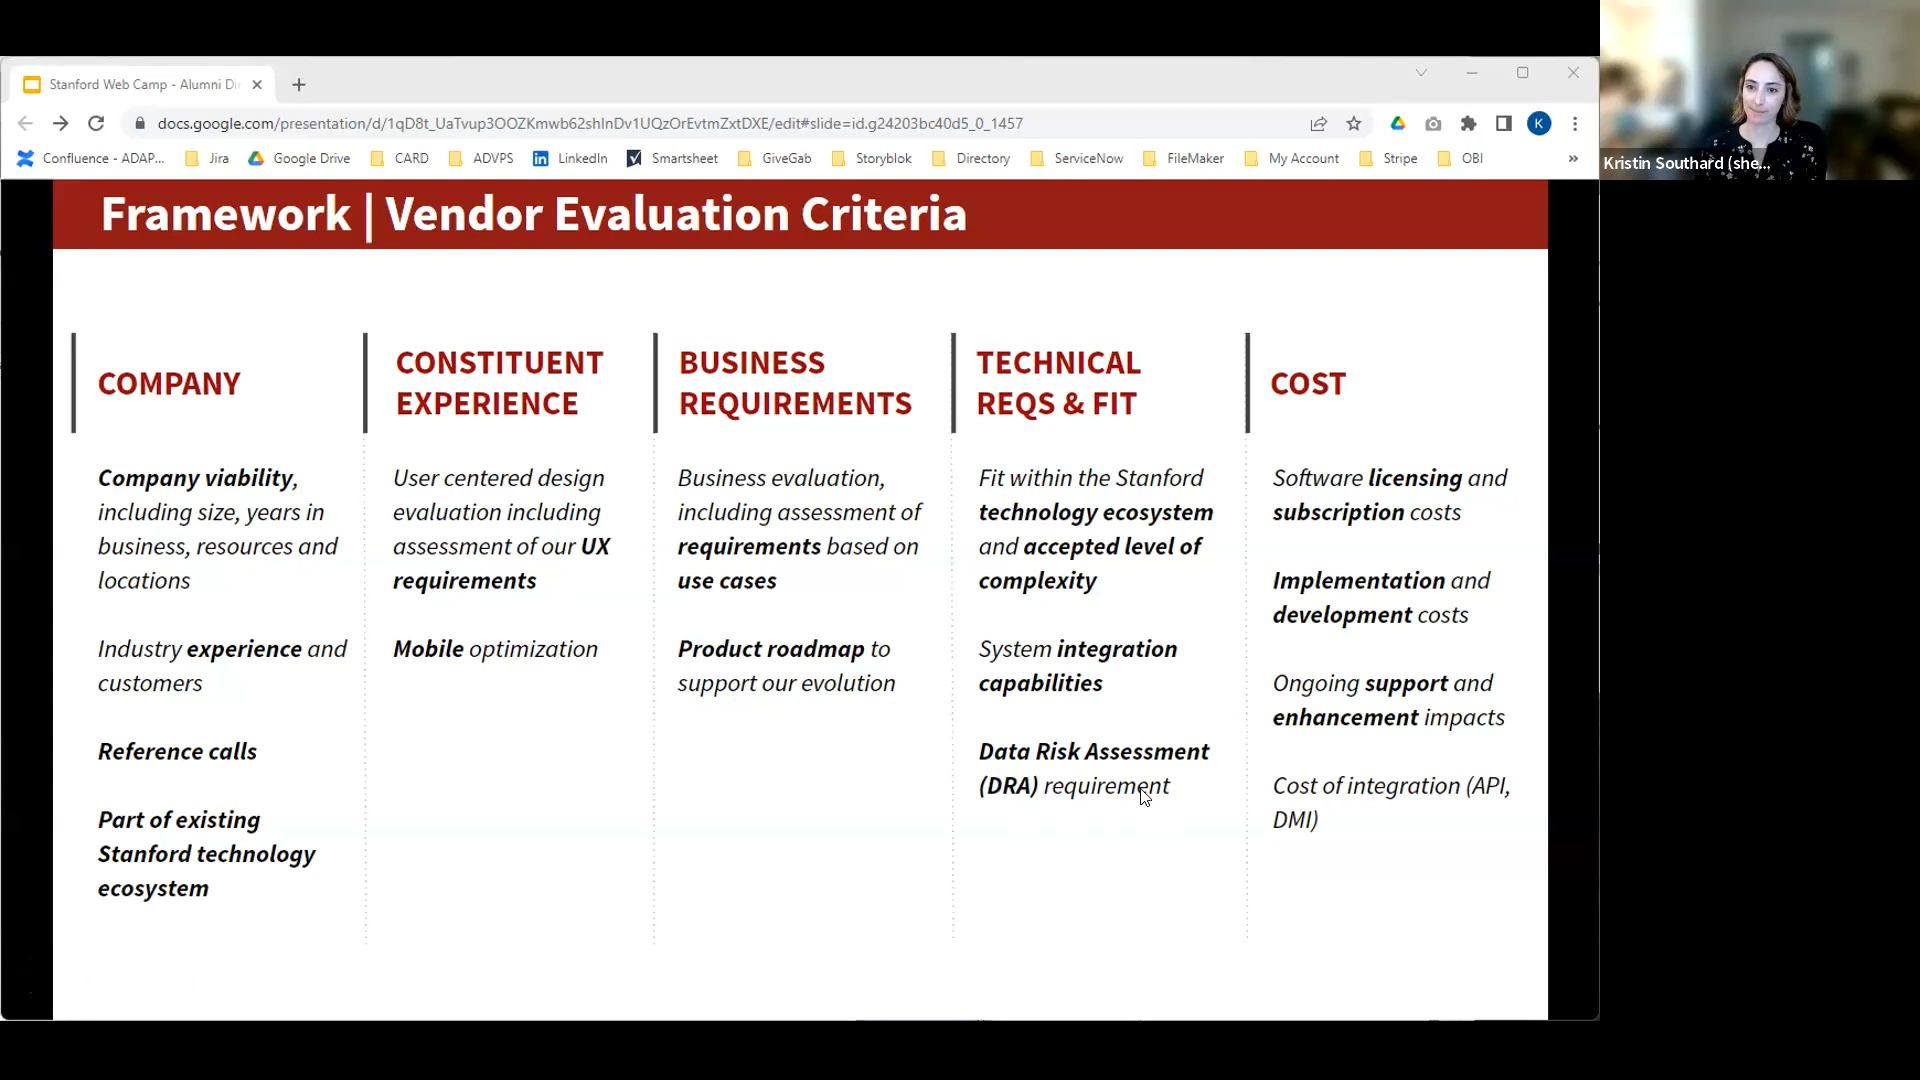 Stanford Web Camp - Alumni Di
docs.google.com/presentation/d/1qD8t_UaTvup3OOZKmwb62shInDv1UQzOrEvtmZxtDXE/edit#slide=id.g24203bc40d5_0_1457
K
Confluence - ADAP...
Jira
Google Drive
CARD
ADVPS
LinkedIn
Smartsheet
GiveGab
Storyblok
Directory
ServiceNow
FileMaker
My Account
Stripe
OBI
»
Kristin Southard (she...
Framework | Vendor Evaluation Criteria
COMPANY
Company viability,
including size, years in
business, resources and
locations
Industry experience and
customers
Reference calls
Part of existing
Stanford technology
ecosystem
CONSTITUENT
EXPERIENCE
User centered design
evaluation including
assessment of our UX
requirements
Mobile optimization
BUSINESS
REQUIREMENTS
Business evaluation,
including assessment of
requirements based on
use cases
Product roadmap to
support our evolution
TECHNICAL
REQS & FIT
Fit within the Stanford
technology ecosystem
and accepted level of
complexity
System integration
capabilities
Data Risk Assessment
(DRA) requirement
COST
Software licensing and
subscription costs
Implementation and
development costs
Ongoing support and
enhancement impacts
Cost of integration (API,
DMI)